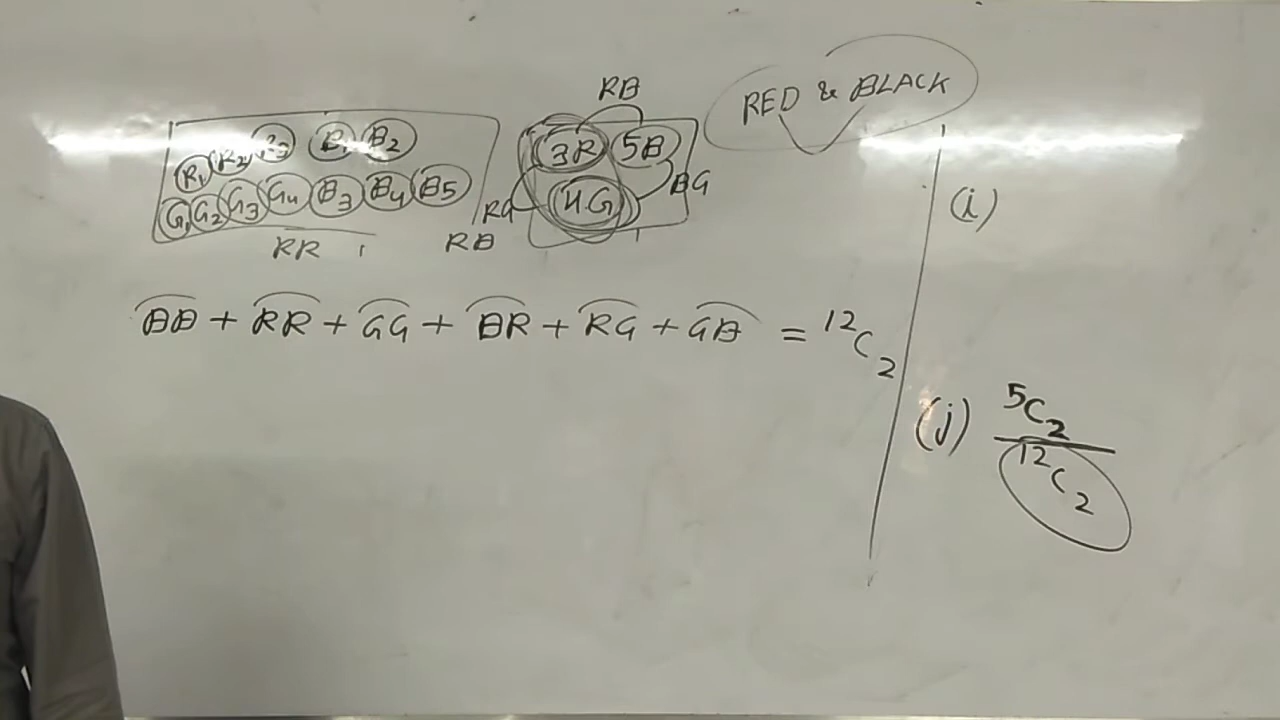 RB
RED & BLACK
R₁ R₂ R₃ B₁ B₂
G₁ G₂ G₃ G₄ B₃ B₄ B₅
3R 5B
4G
RG BG
RR RB
(i)
BB + RR + GG + BR + RG + GB = ¹²C₂
(j) ⁵C₂
¹²C₂